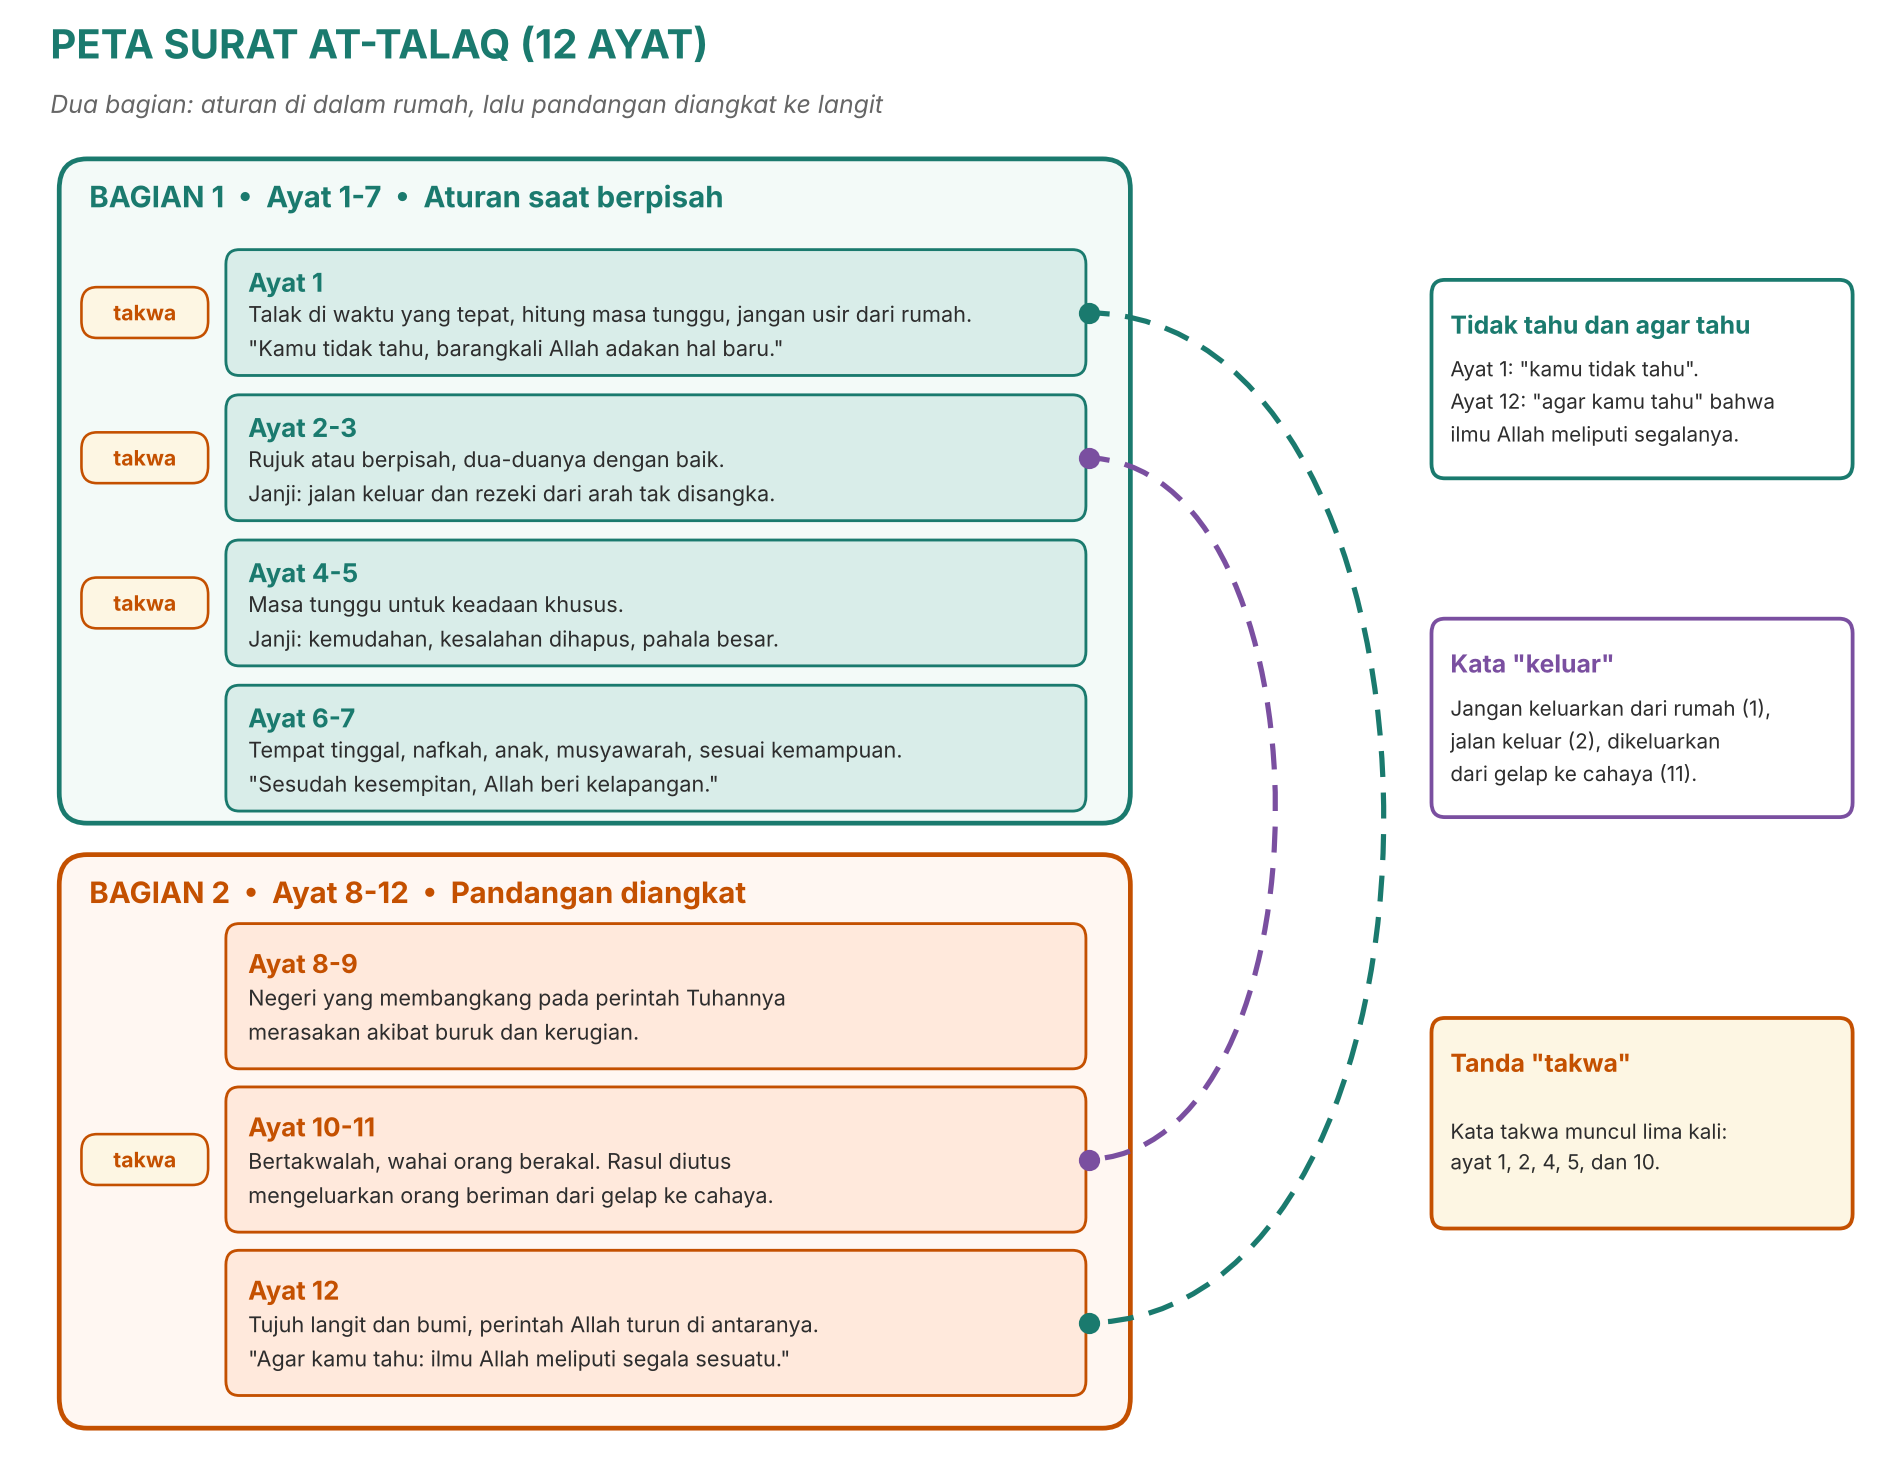 PETA SURAT AT-TALAQ (12 AYAT)
Dua bagian: aturan di dalam rumah, lalu pandangan diangkat ke langit
BAGIAN 1 • Ayat 1-7 • Aturan saat berpisah
takwa
Ayat 1
Talak di waktu yang tepat, hitung masa tunggu, jangan usir dari rumah.
"Kamu tidak tahu, barangkali Allah adakan hal baru."
takwa
Ayat 2-3
Rujuk atau berpisah, dua-duanya dengan baik.
Janji: jalan keluar dan rezeki dari arah tak disangka.
takwa
Ayat 4-5
Masa tunggu untuk keadaan khusus.
Janji: kemudahan, kesalahan dihapus, pahala besar.
Ayat 6-7
Tempat tinggal, nafkah, anak, musyawarah, sesuai kemampuan.
"Sesudah kesempitan, Allah beri kelapangan."
BAGIAN 2 • Ayat 8-12 • Pandangan diangkat
Ayat 8-9
Negeri yang membangkang pada perintah Tuhannya
merasakan akibat buruk dan kerugian.
takwa
Ayat 10-11
Bertakwalah, wahai orang berakal. Rasul diutus
mengeluarkan orang beriman dari gelap ke cahaya.
Ayat 12
Tujuh langit dan bumi, perintah Allah turun di antaranya.
"Agar kamu tahu: ilmu Allah meliputi segala sesuatu."
Tidak tahu dan agar tahu
Ayat 1: "kamu tidak tahu".
Ayat 12: "agar kamu tahu" bahwa
ilmu Allah meliputi segalanya.
Kata "keluar"
Jangan keluarkan dari rumah (1),
jalan keluar (2), dikeluarkan
dari gelap ke cahaya (11).
Tanda "takwa"
Kata takwa muncul lima kali:
ayat 1, 2, 4, 5, dan 10.